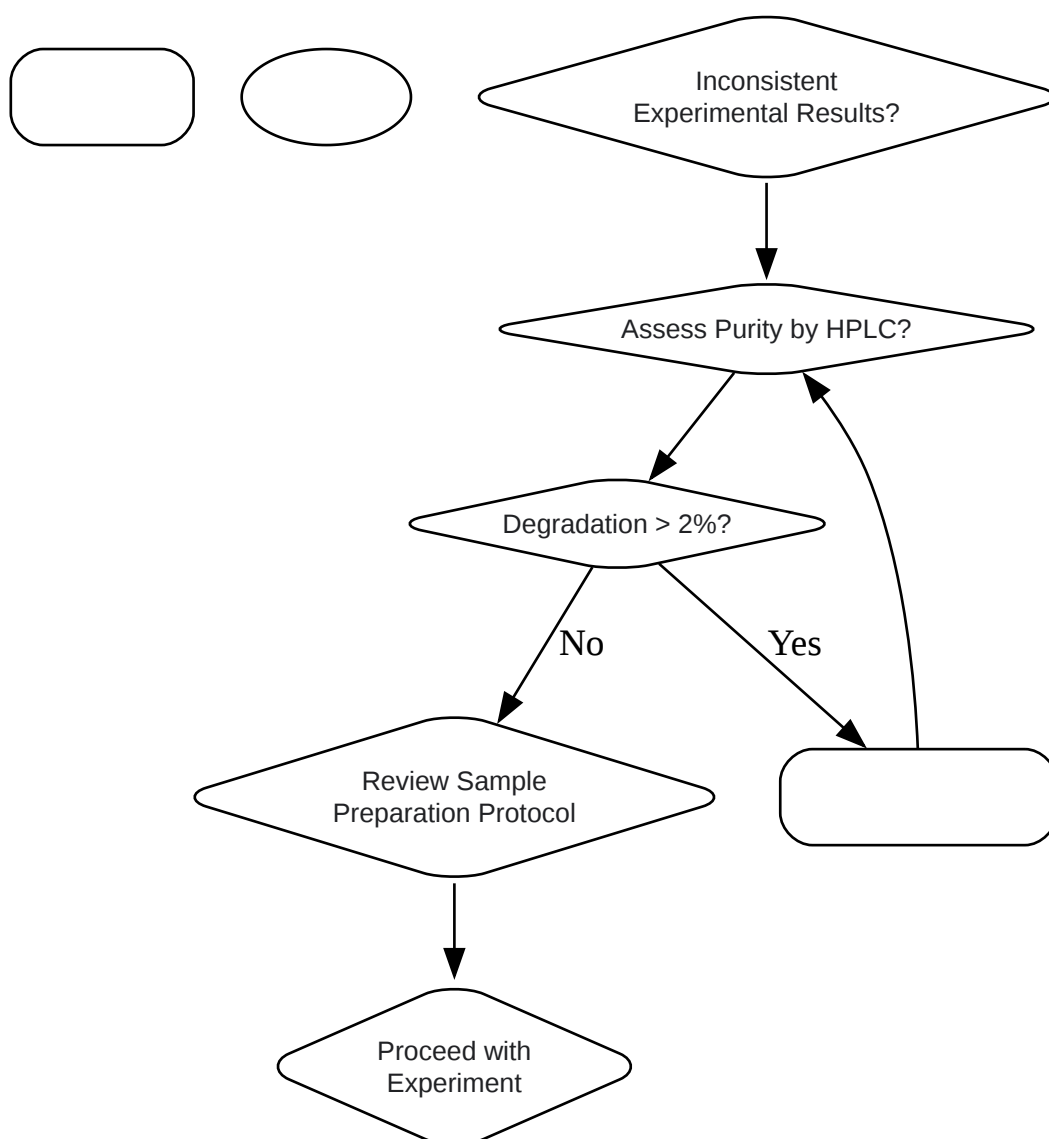 Inconsistent
Experimental Results?
Assess Purity by HPLC?
Degradation > 2%?
No
Yes
Review Sample
Preparation Protocol
Proceed with
Experiment